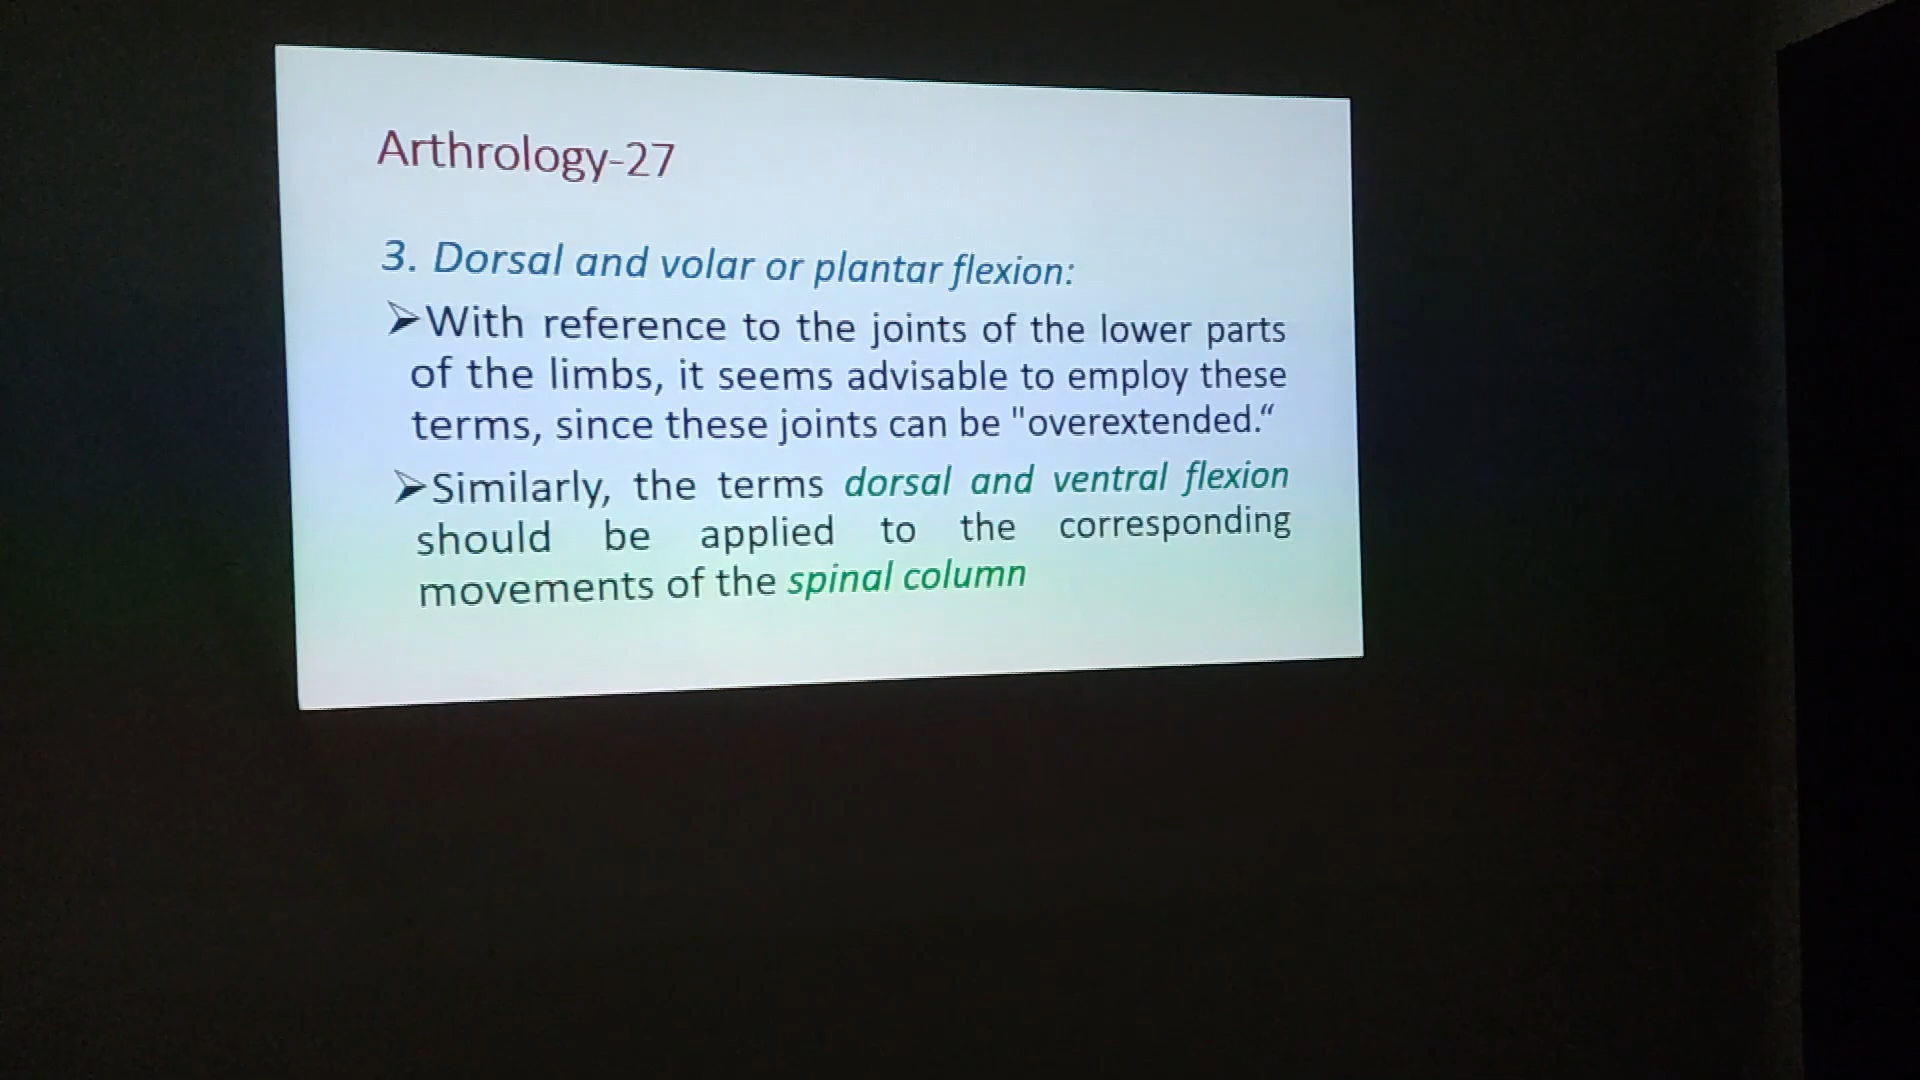 Arthrology-27
3. Dorsal and volar or plantar flexion:
➢With reference to the joints of the lower parts
of the limbs, it seems advisable to employ these
terms, since these joints can be "overextended.“
➢Similarly, the terms dorsal and ventral flexion
should be applied to the corresponding
movements of the spinal column